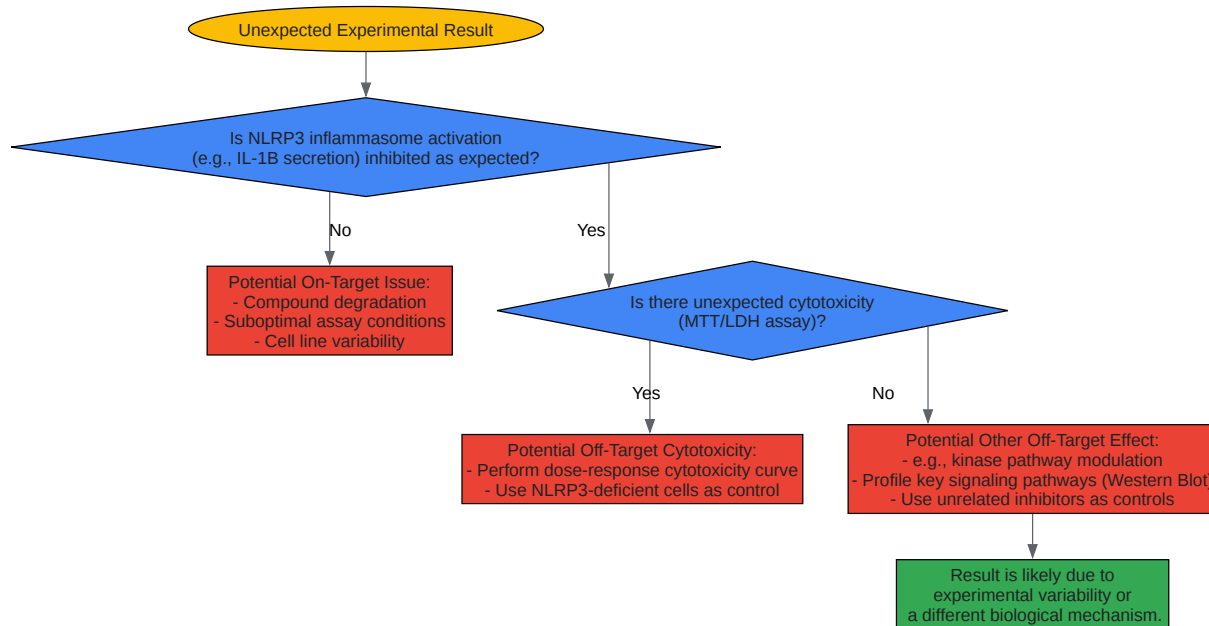 Unexpected Experimental Result
Is NLRP3 inflammasome activation
(e.g., IL-1B secretion) inhibited as expected?
No
Yes
Potential On-Target Issue:
- Compound degradation
- Suboptimal assay conditions
- Cell line variability
Is there unexpected cytotoxicity
(MTT/LDH assay)?
Yes
No
Potential Off-Target Cytotoxicity:
- Perform dose-response cytotoxicity curve
- Use NLRP3-deficient cells as control
Potential Other Off-Target Effect:
- e.g., kinase pathway modulation
- Profile key signaling pathways (Western Blot)
- Use unrelated inhibitors as controls
Result is likely due to
experimental variability or
a different biological mechanism.